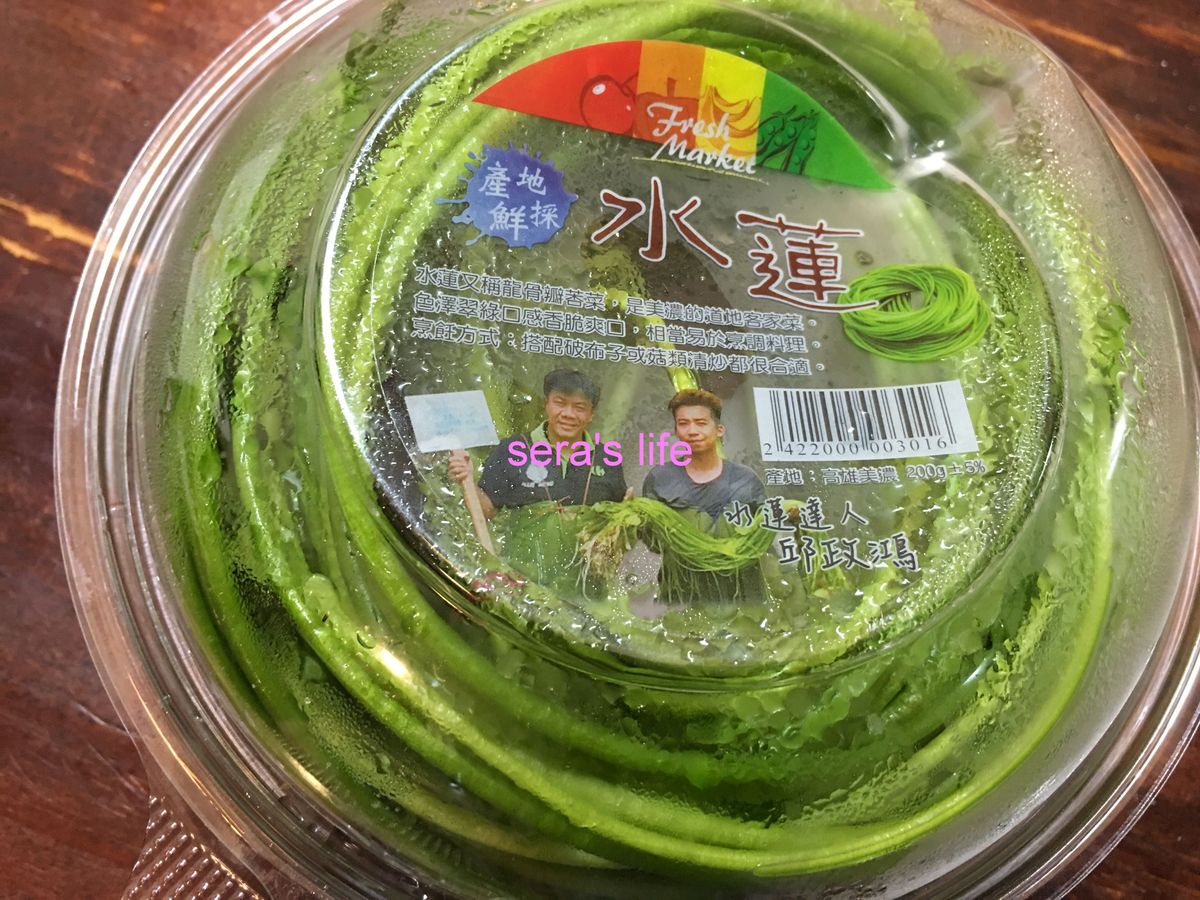 Fresh
Market
產地
鮮採
水蓮
水蓮又稱龍骨瓣莕菜，是美濃的道地客家菜。
色澤翠綠口感香脆爽口，相當易於烹調料理。
烹飪方式：搭配破布子或菇類清炒都很合適。
sera's life
2 422000 003016
產地：高雄美濃 200g±5%
水蓮達人
邱政鴻